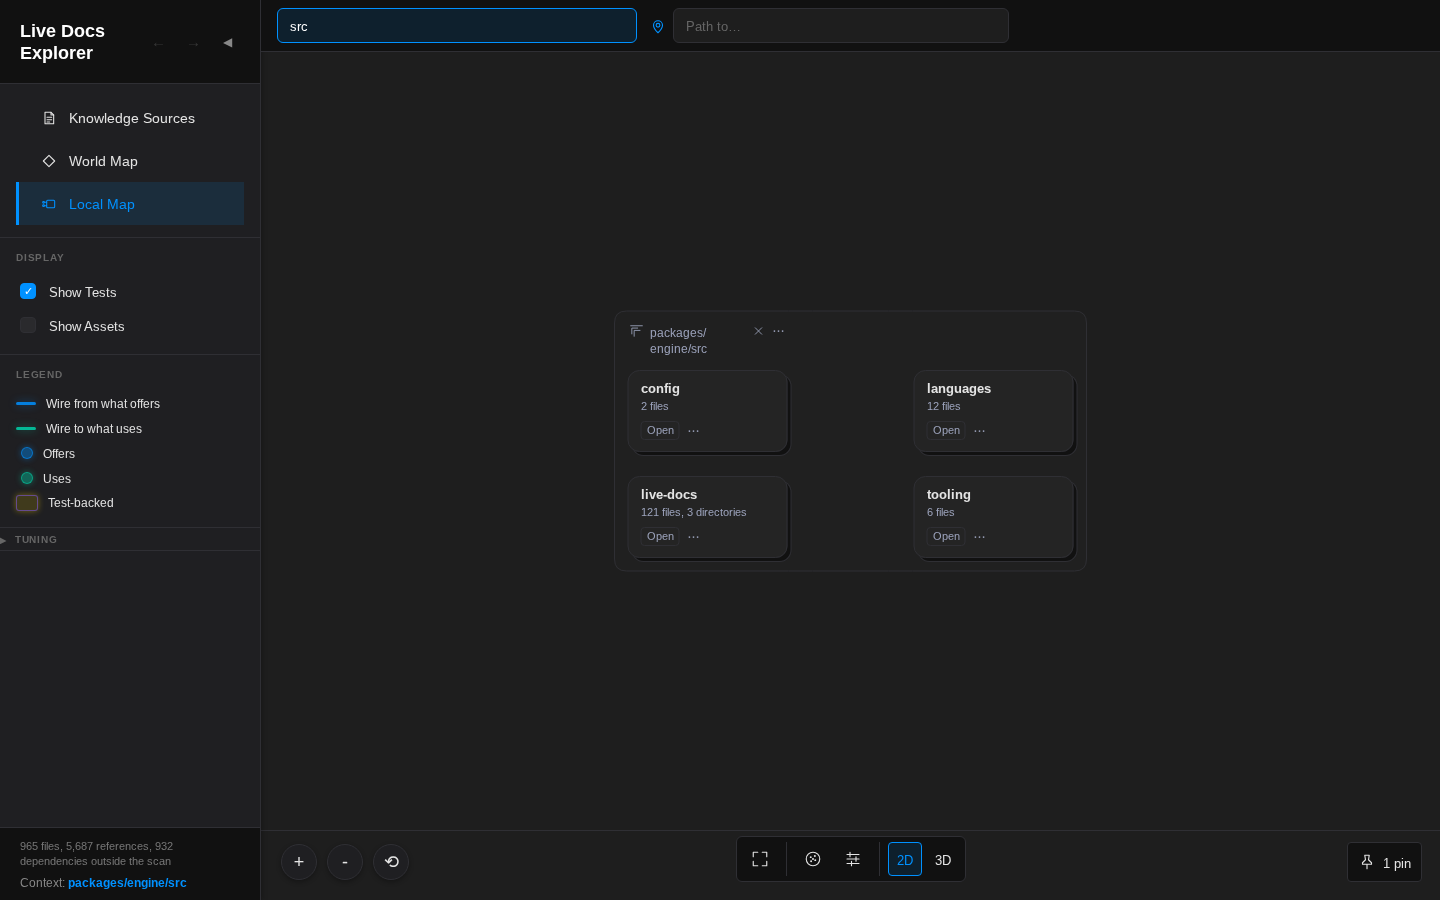 Live Docs
Explorer
← → ◀
Knowledge Sources
World Map
Local Map
DISPLAY
✓ Show Tests
Show Assets
LEGEND
Wire from what offers
Wire to what uses
Offers
Uses
Test-backed
▶ TUNING
965 files, 5,687 references, 932
dependencies outside the scan
Context: packages/engine/src
src
Path to...
packages/
engine/src
config
2 files
Open ···
languages
12 files
Open ···
live-docs
121 files, 3 directories
Open ···
tooling
6 files
Open ···
+ - ⟲
2D 3D
1 pin